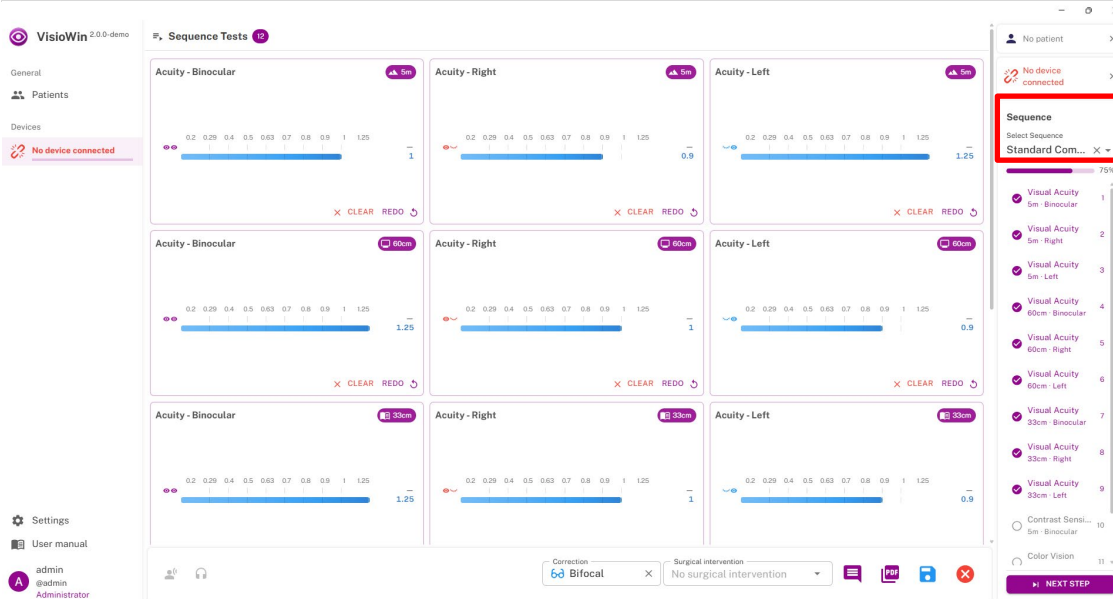 VisioWin 2.0.0-demo
General
Patients
Devices
No device connected
Settings
User manual
A
admin
@admin
Administrator
Sequence Tests 12
Acuity - Binocular 5m
0.2 0.29 0.4 0.5 0.63 0.7 0.8 0.9 1 1.25
–
1
CLEAR REDO
Acuity - Right 5m
0.2 0.29 0.4 0.5 0.63 0.7 0.8 0.9 1 1.25
–
0.9
CLEAR REDO
Acuity - Left 5m
0.2 0.29 0.4 0.5 0.63 0.7 0.8 0.9 1 1.25
–
1.25
CLEAR REDO
Acuity - Binocular 60cm
0.2 0.29 0.4 0.5 0.63 0.7 0.8 0.9 1 1.25
–
1.25
CLEAR REDO
Acuity - Right 60cm
0.2 0.29 0.4 0.5 0.63 0.7 0.8 0.9 1 1.25
–
1
CLEAR REDO
Acuity - Left 60cm
0.2 0.29 0.4 0.5 0.63 0.7 0.8 0.9 1 1.25
–
0.9
CLEAR REDO
Acuity - Binocular 33cm
0.2 0.29 0.4 0.5 0.63 0.7 0.8 0.9 1 1.25
–
1.25
Acuity - Right 33cm
0.2 0.29 0.4 0.5 0.63 0.7 0.8 0.9 1 1.25
–
1
Acuity - Left 33cm
0.2 0.29 0.4 0.5 0.63 0.7 0.8 0.9 1 1.25
–
0.9
Correction
Bifocal
Surgical intervention
No surgical intervention
PDF
No patient
No device
connected
Sequence
Select Sequence
Standard Com...
75%
Visual Acuity 1
5m · Binocular
Visual Acuity 2
5m · Right
Visual Acuity 3
5m · Left
Visual Acuity 4
60cm · Binocular
Visual Acuity 5
60cm · Right
Visual Acuity 6
60cm · Left
Visual Acuity 7
33cm · Binocular
Visual Acuity 8
33cm · Right
Visual Acuity 9
33cm · Left
Contrast Sensi... 10
5m · Binocular
Color Vision 11
NEXT STEP